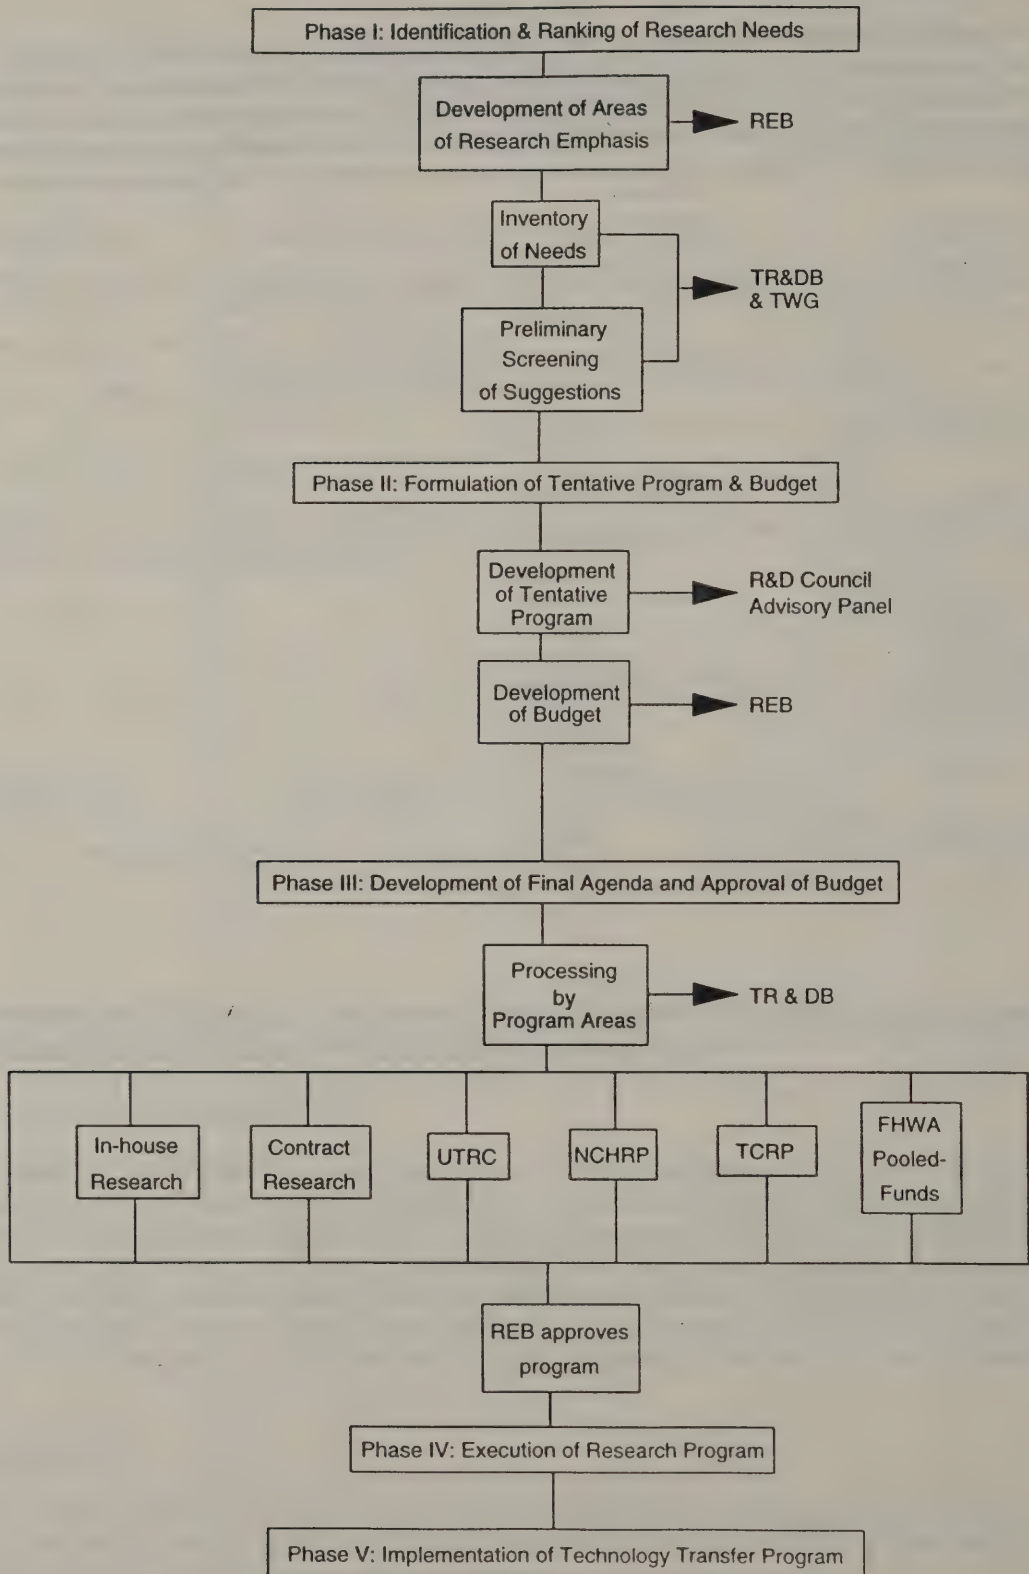 Phase I: Identification & Ranking of Research Needs
Development of Areas
of Research Emphasis
REB
Inventory
of Needs
TR&DB
& TWG
Preliminary
Screening
of Suggestions
Phase II: Formulation of Tentative Program & Budget
Development
of Tentative
Program
R&D Council
Advisory Panel
Development
of Budget
REB
Phase III: Development of Final Agenda and Approval of Budget
Processing
by
Program Areas
TR & DB
In-house
Research
Contract
Research
UTRC
NCHRP
TCRP
FHWA
Pooled-
Funds
REB approves
program
Phase IV: Execution of Research Program
Phase V: Implementation of Technology Transfer Program